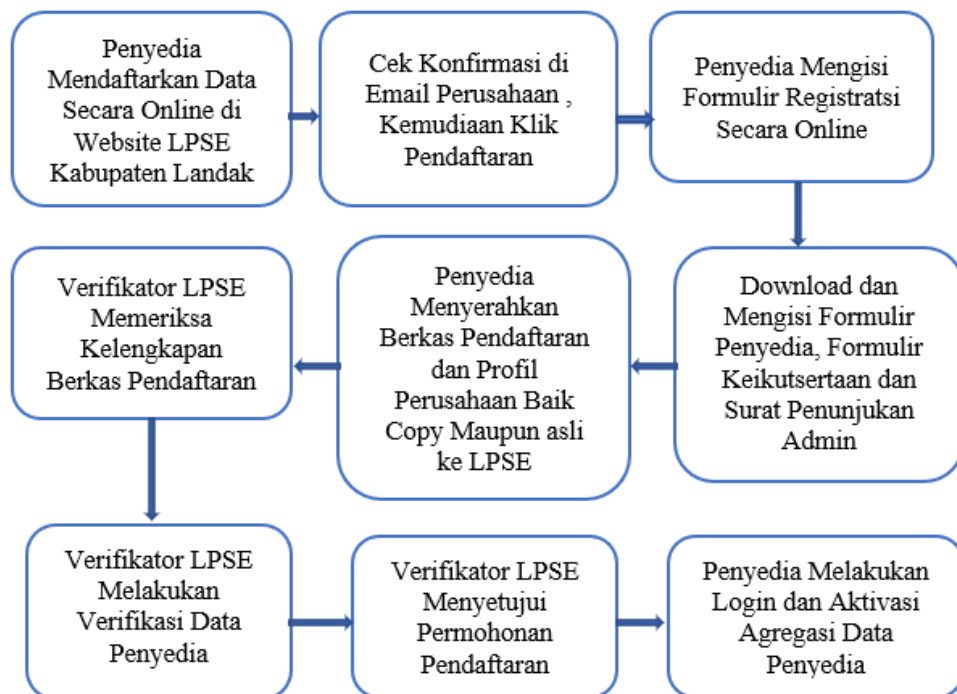 Penyedia
Mendaftarkan Data
Secara Online di
Website LPSE
Kabupaten Landak
Cek Konfirmasi di
Email Perusahaan ,
Kemudiaan Klik
Pendaftaran
Penyedia Mengisi
Formulir Registratsi
Secara Online
Download dan
Mengisi Formulir
Penyedia, Formulir
Keikutsertaan dan
Surat Penunjukan
Admin
Penyedia
Menyerahkan
Berkas Pendaftaran
dan Profil
Perusahaan Baik
Copy Maupun asli
ke LPSE
Verifikator LPSE
Memeriksa
Kelengkapan
Berkas Pendaftaran
Verifikator LPSE
Melakukan
Verifikasi Data
Penyedia
Verifikator LPSE
Menyetujui
Permohonan
Pendaftaran
Penyedia Melakukan
Login dan Aktivasi
Agregasi Data
Penyedia